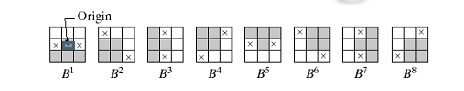 Origin
× × × × × × × ×
× × × ×
× × × ×
B¹ B² B³ B⁴ B⁵ B⁶ B⁷ B⁸